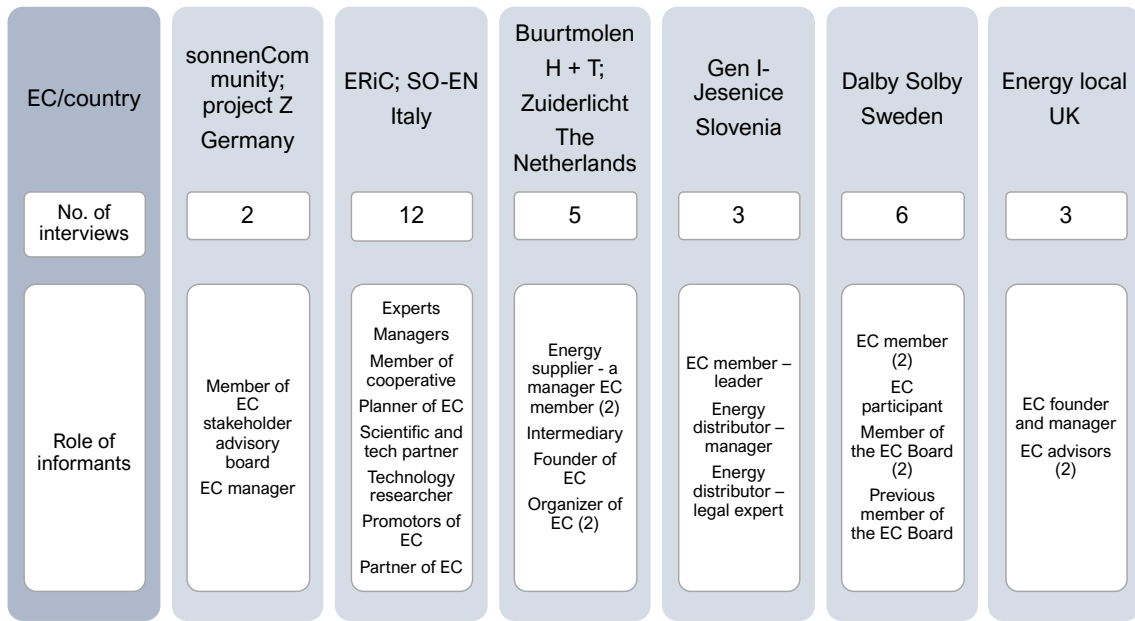 EC/country
No. of
interviews
Role of
informants
sonnenCom
munity;
project Z
Germany
2
Member of
EC
stakeholder
advisory
board
EC manager
ERiC; SO-EN
Italy
12
Experts
Managers
Member of
cooperative
Planner of EC
Scientific and
tech partner
Technology
researcher
Promotors of
EC
Partner of EC
Buurtmolen
H + T;
Zuiderlicht
The
Netherlands
5
Energy
supplier - a
manager EC
member (2)
Intermediary
Founder of
EC
Organizer of
EC (2)
Gen I-
Jesenice
Slovenia
3
EC member –
leader
Energy
distributor –
manager
Energy
distributor –
legal expert
Dalby Solby
Sweden
6
EC member
(2)
EC
participant
Member of
the EC Board
(2)
Previous
member of
the EC Board
Energy local
UK
3
EC founder
and manager
EC advisors
(2)